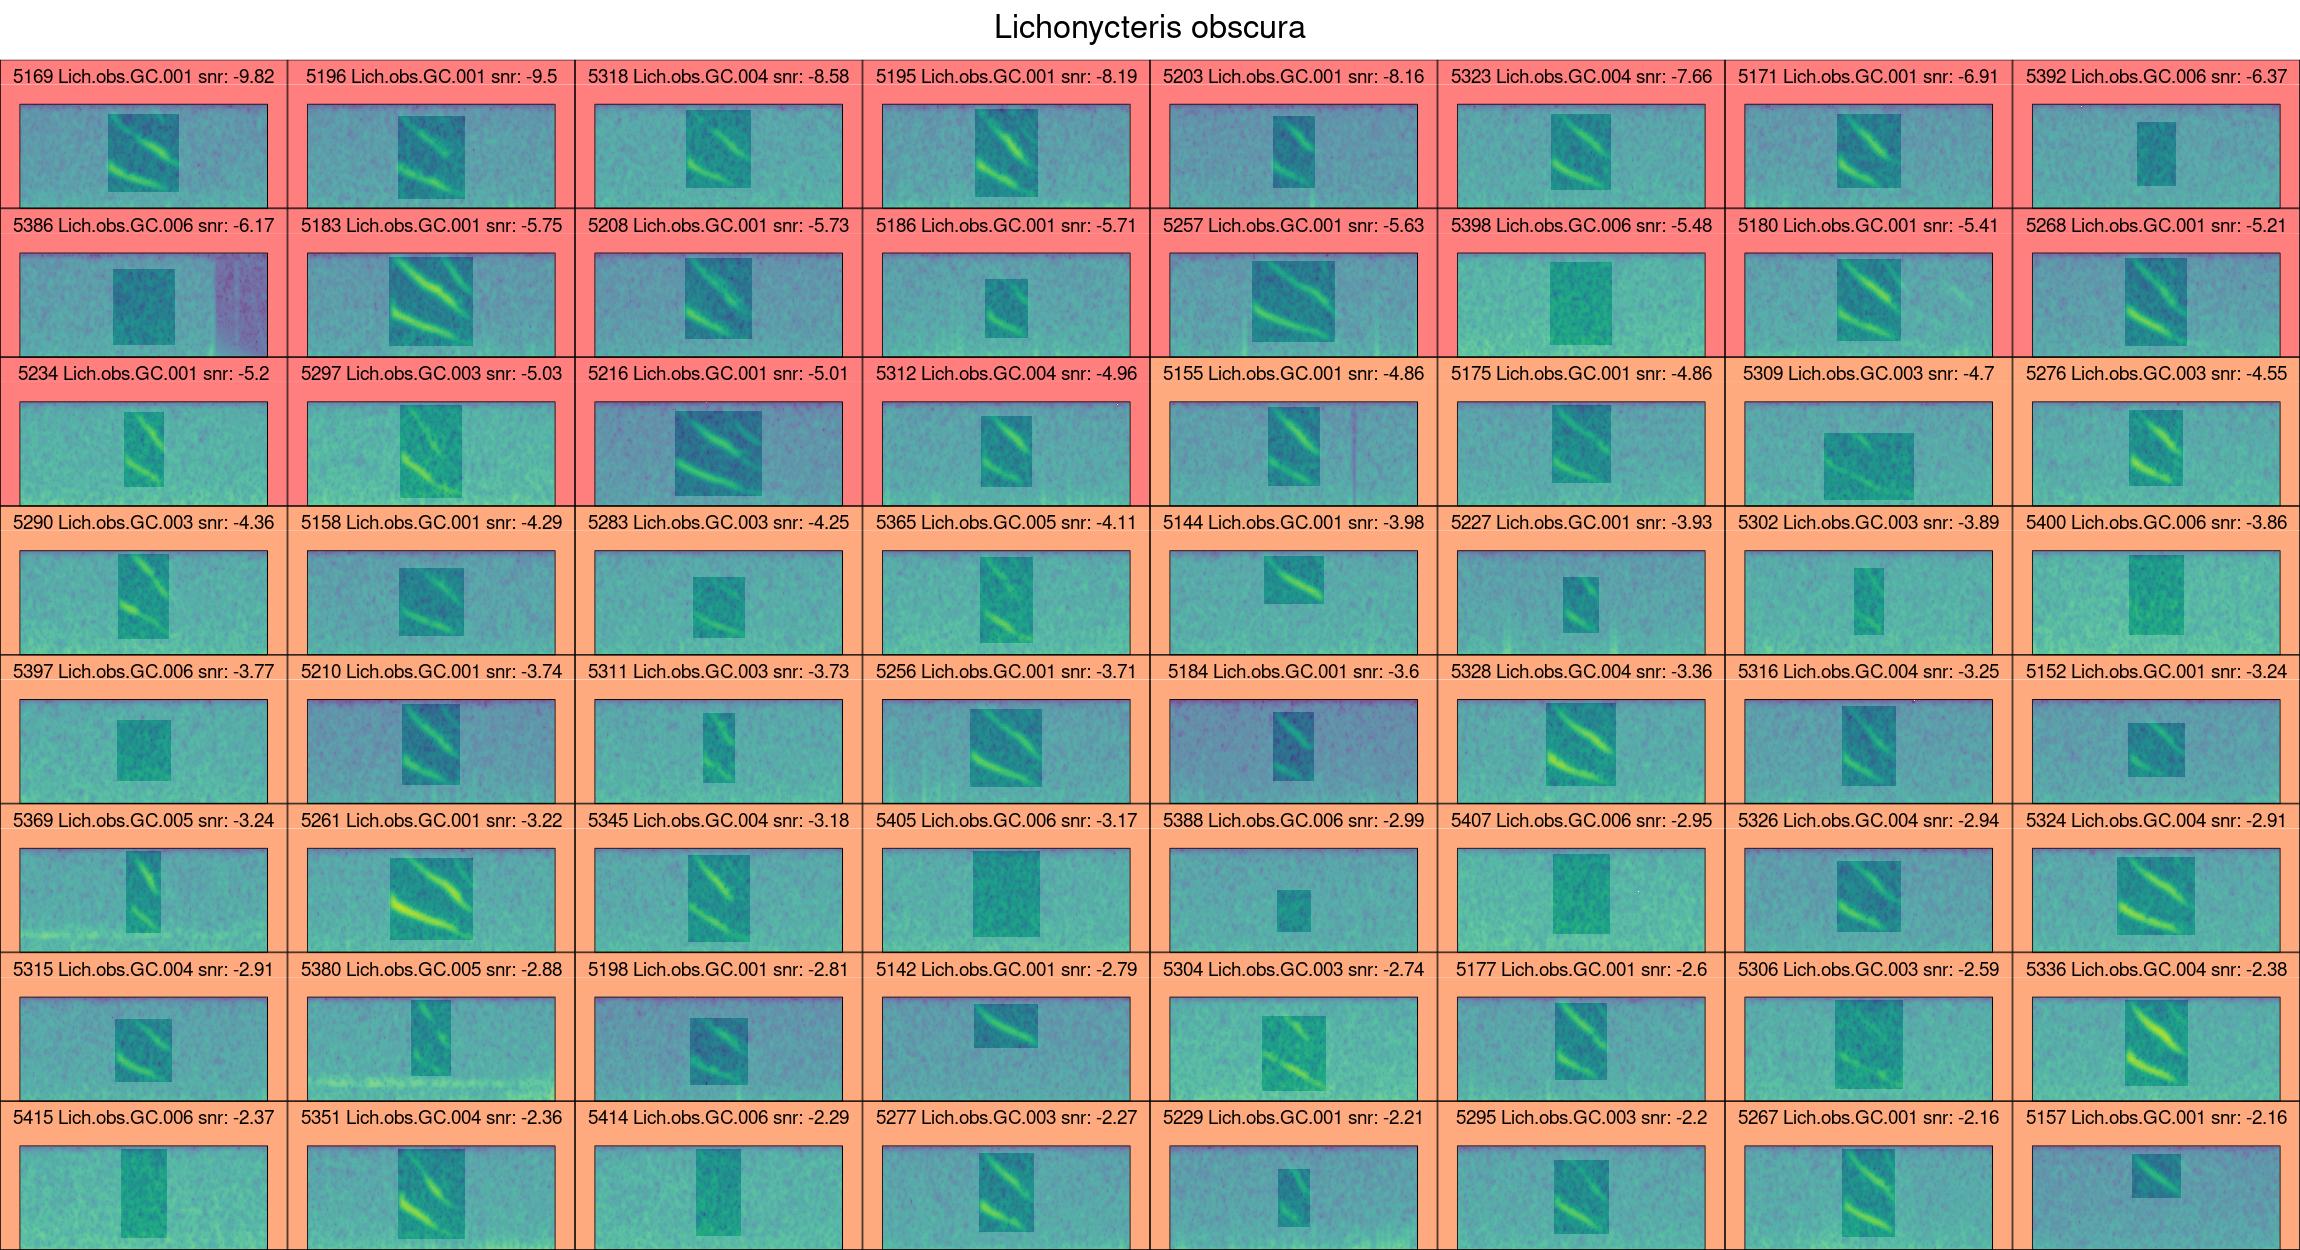 Lichonycteris obscura
5169 Lich.obs.GC.001 snr: -9.82
5196 Lich.obs.GC.001 snr: -9.5
5318 Lich.obs.GC.004 snr: -8.58
5195 Lich.obs.GC.001 snr: -8.19
5203 Lich.obs.GC.001 snr: -8.16
5323 Lich.obs.GC.004 snr: -7.66
5171 Lich.obs.GC.001 snr: -6.91
5392 Lich.obs.GC.006 snr: -6.37
5386 Lich.obs.GC.006 snr: -6.17
5183 Lich.obs.GC.001 snr: -5.75
5208 Lich.obs.GC.001 snr: -5.73
5186 Lich.obs.GC.001 snr: -5.71
5257 Lich.obs.GC.001 snr: -5.63
5398 Lich.obs.GC.006 snr: -5.48
5180 Lich.obs.GC.001 snr: -5.41
5268 Lich.obs.GC.001 snr: -5.21
5234 Lich.obs.GC.001 snr: -5.2
5297 Lich.obs.GC.003 snr: -5.03
5216 Lich.obs.GC.001 snr: -5.01
5312 Lich.obs.GC.004 snr: -4.96
5155 Lich.obs.GC.001 snr: -4.86
5175 Lich.obs.GC.001 snr: -4.86
5309 Lich.obs.GC.003 snr: -4.7
5276 Lich.obs.GC.003 snr: -4.55
5290 Lich.obs.GC.003 snr: -4.36
5158 Lich.obs.GC.001 snr: -4.29
5283 Lich.obs.GC.003 snr: -4.25
5365 Lich.obs.GC.005 snr: -4.11
5144 Lich.obs.GC.001 snr: -3.98
5227 Lich.obs.GC.001 snr: -3.93
5302 Lich.obs.GC.003 snr: -3.89
5400 Lich.obs.GC.006 snr: -3.86
5397 Lich.obs.GC.006 snr: -3.77
5210 Lich.obs.GC.001 snr: -3.74
5311 Lich.obs.GC.003 snr: -3.73
5256 Lich.obs.GC.001 snr: -3.71
5184 Lich.obs.GC.001 snr: -3.6
5328 Lich.obs.GC.004 snr: -3.36
5316 Lich.obs.GC.004 snr: -3.25
5152 Lich.obs.GC.001 snr: -3.24
5369 Lich.obs.GC.005 snr: -3.24
5261 Lich.obs.GC.001 snr: -3.22
5345 Lich.obs.GC.004 snr: -3.18
5405 Lich.obs.GC.006 snr: -3.17
5388 Lich.obs.GC.006 snr: -2.99
5407 Lich.obs.GC.006 snr: -2.95
5326 Lich.obs.GC.004 snr: -2.94
5324 Lich.obs.GC.004 snr: -2.91
5315 Lich.obs.GC.004 snr: -2.91
5380 Lich.obs.GC.005 snr: -2.88
5198 Lich.obs.GC.001 snr: -2.81
5142 Lich.obs.GC.001 snr: -2.79
5304 Lich.obs.GC.003 snr: -2.74
5177 Lich.obs.GC.001 snr: -2.6
5306 Lich.obs.GC.003 snr: -2.59
5336 Lich.obs.GC.004 snr: -2.38
5415 Lich.obs.GC.006 snr: -2.37
5351 Lich.obs.GC.004 snr: -2.36
5414 Lich.obs.GC.006 snr: -2.29
5277 Lich.obs.GC.003 snr: -2.27
5229 Lich.obs.GC.001 snr: -2.21
5295 Lich.obs.GC.003 snr: -2.2
5267 Lich.obs.GC.001 snr: -2.16
5157 Lich.obs.GC.001 snr: -2.16